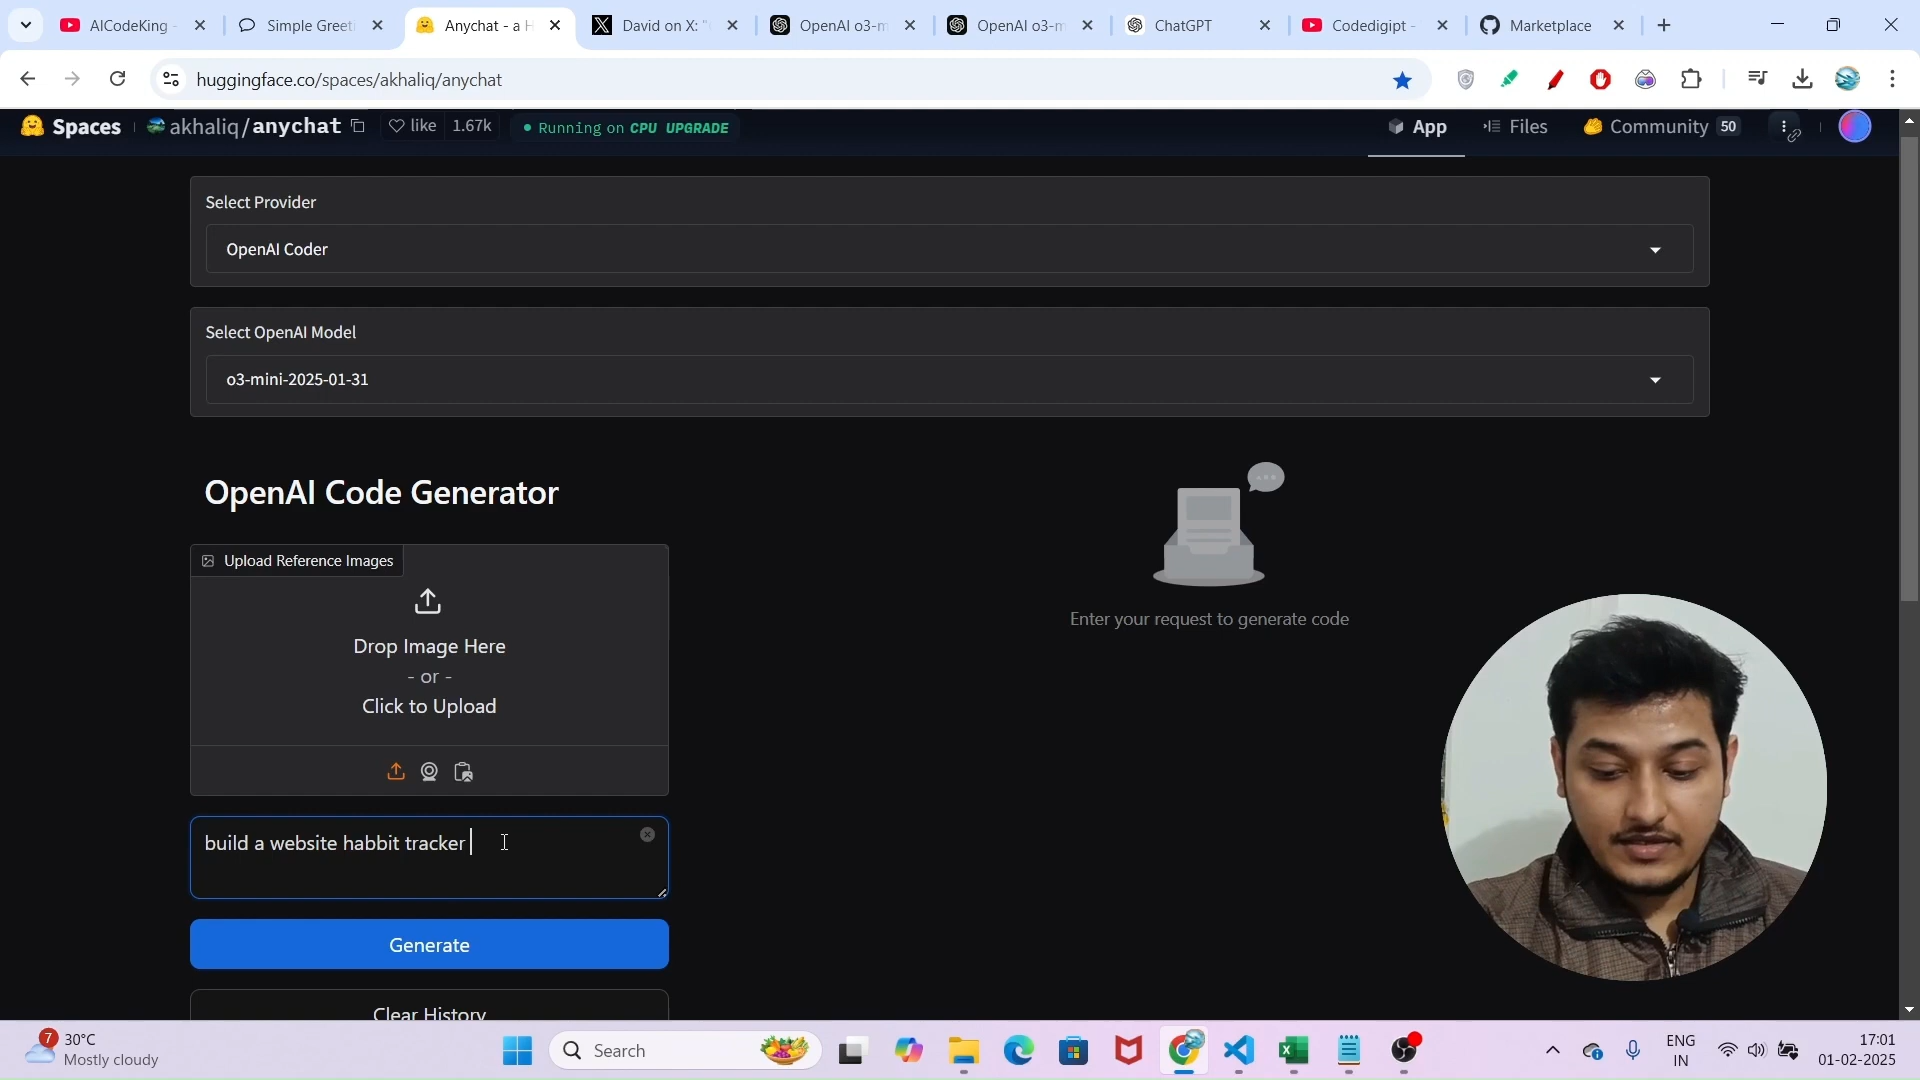 AICodeKing -
Simple Greeti
Anychat - a H
David on X: "
OpenAI o3-m
OpenAI o3-m
ChatGPT
Codedigipt -
Marketplace
huggingface.co/spaces/akhaliq/anychat
Spaces
akhaliq/anychat
like
1.67k
Running on CPU UPGRADE
App
Files
Community
50
Select Provider
OpenAI Coder
Select OpenAI Model
o3-mini-2025-01-31
OpenAI Code Generator
Upload Reference Images
Drop Image Here
- or -
Click to Upload
Enter your request to generate code
build a website habbit tracker
Generate
Clear History
7
30°C
Mostly cloudy
Search
ENG
IN
17:01
01-02-2025